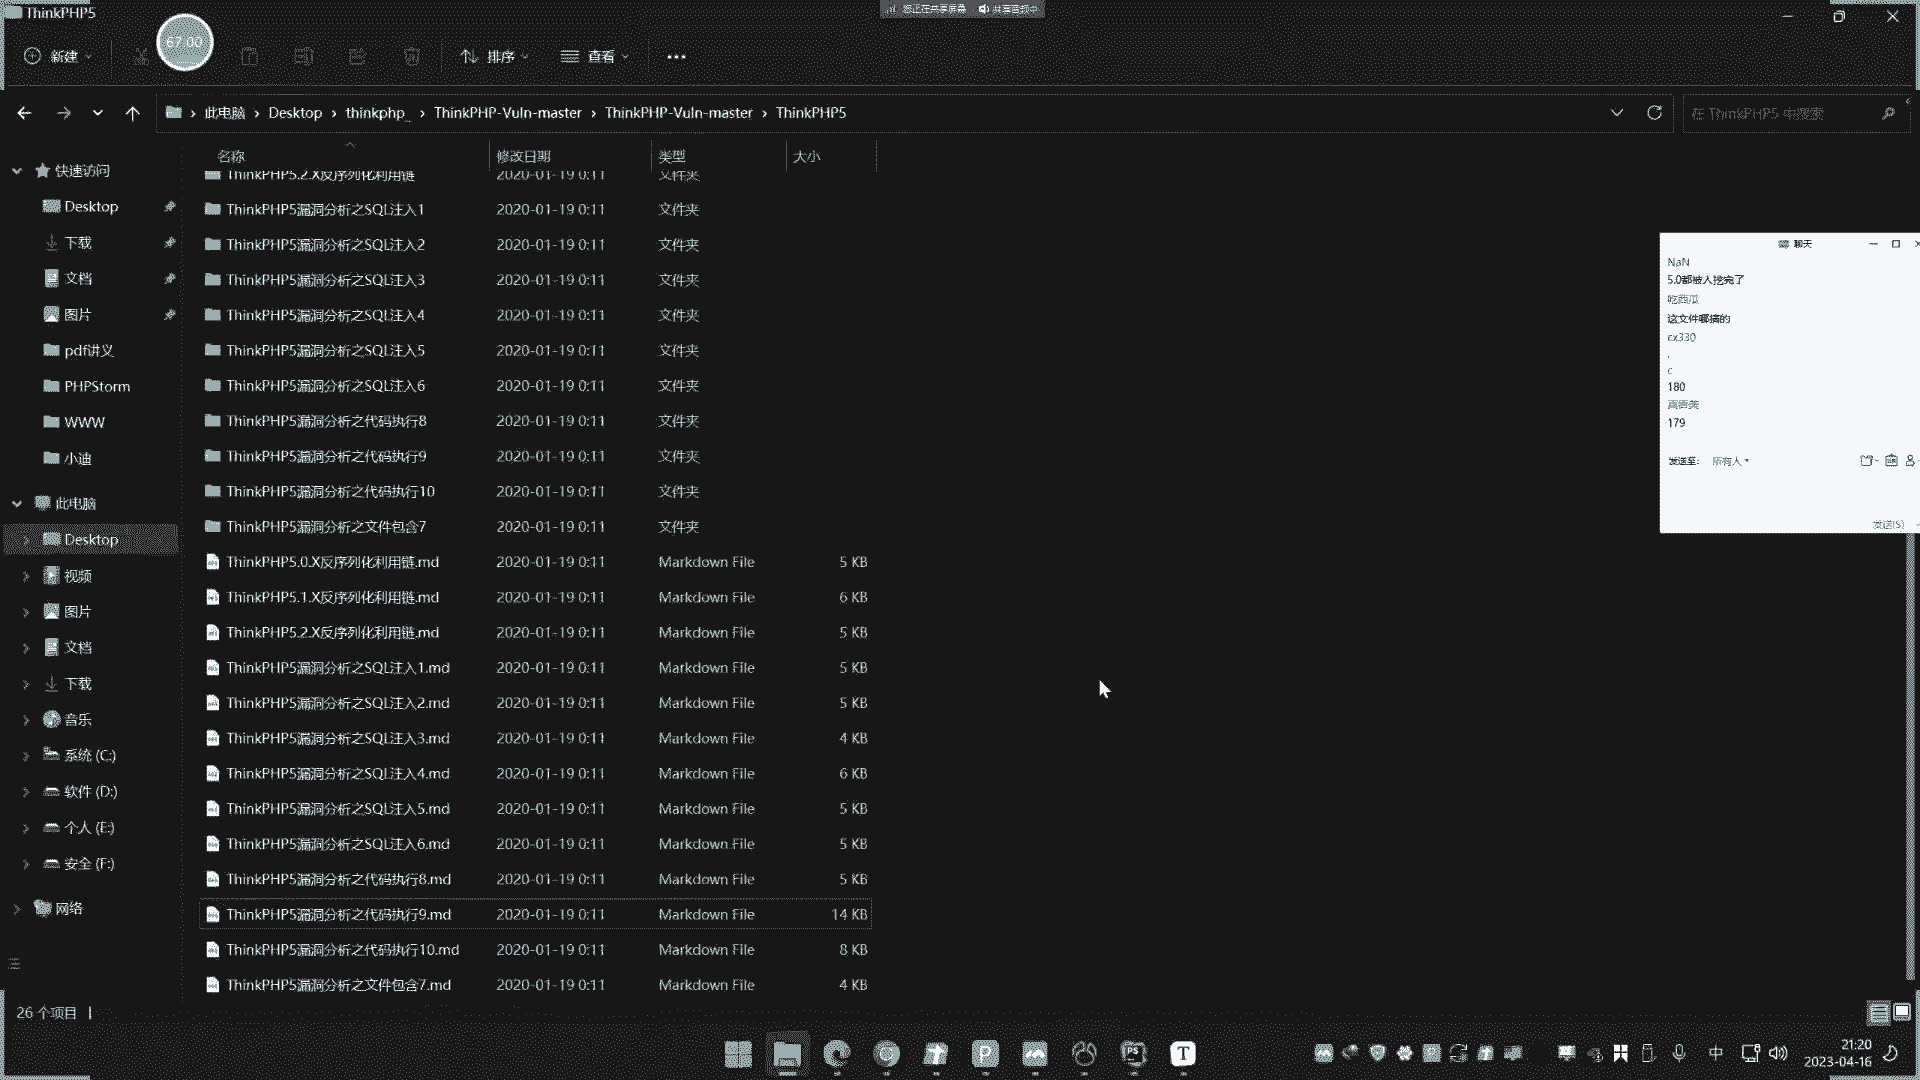 ThinkPHP5
您正在共享屏幕 共享音频中
67.00
新建 排序 查看
此电脑 › Desktop › thinkphp_ › ThinkPHP-Vuln-master › ThinkPHP-Vuln-master › ThinkPHP5
在 ThinkPHP5 中搜索
名称 修改日期 类型 大小
ThinkPHP5.2.X反序列化利用链 2020-01-19 0:11 文件夹
ThinkPHP5漏洞分析之SQL注入1 2020-01-19 0:11 文件夹
ThinkPHP5漏洞分析之SQL注入2 2020-01-19 0:11 文件夹
ThinkPHP5漏洞分析之SQL注入3 2020-01-19 0:11 文件夹
ThinkPHP5漏洞分析之SQL注入4 2020-01-19 0:11 文件夹
ThinkPHP5漏洞分析之SQL注入5 2020-01-19 0:11 文件夹
ThinkPHP5漏洞分析之SQL注入6 2020-01-19 0:11 文件夹
ThinkPHP5漏洞分析之代码执行8 2020-01-19 0:11 文件夹
ThinkPHP5漏洞分析之代码执行9 2020-01-19 0:11 文件夹
ThinkPHP5漏洞分析之代码执行10 2020-01-19 0:11 文件夹
ThinkPHP5漏洞分析之文件包含7 2020-01-19 0:11 文件夹
ThinkPHP5.0.X反序列化利用链.md 2020-01-19 0:11 Markdown File 5 KB
ThinkPHP5.1.X反序列化利用链.md 2020-01-19 0:11 Markdown File 6 KB
ThinkPHP5.2.X反序列化利用链.md 2020-01-19 0:11 Markdown File 5 KB
ThinkPHP5漏洞分析之SQL注入1.md 2020-01-19 0:11 Markdown File 5 KB
ThinkPHP5漏洞分析之SQL注入2.md 2020-01-19 0:11 Markdown File 5 KB
ThinkPHP5漏洞分析之SQL注入3.md 2020-01-19 0:11 Markdown File 4 KB
ThinkPHP5漏洞分析之SQL注入4.md 2020-01-19 0:11 Markdown File 6 KB
ThinkPHP5漏洞分析之SQL注入5.md 2020-01-19 0:11 Markdown File 5 KB
ThinkPHP5漏洞分析之SQL注入6.md 2020-01-19 0:11 Markdown File 5 KB
ThinkPHP5漏洞分析之代码执行8.md 2020-01-19 0:11 Markdown File 5 KB
ThinkPHP5漏洞分析之代码执行9.md 2020-01-19 0:11 Markdown File 14 KB
ThinkPHP5漏洞分析之代码执行10.md 2020-01-19 0:11 Markdown File 8 KB
ThinkPHP5漏洞分析之文件包含7.md 2020-01-19 0:11 Markdown File 4 KB
快速访问
Desktop
下载
文档
图片
pdf讲义
PHPStorm
WWW
小迪
此电脑
Desktop
视频
图片
文档
下载
音乐
系统 (C:)
软件 (D:)
个人 (E:)
安全 (F:)
网络
26 个项目
聊天
NaN
5.0都被人挖完了
吃西瓜
这文件哪搞的
cx330
.
c
180
179
发送至: 所有人
发送(S)
中
21:20
2023-04-16